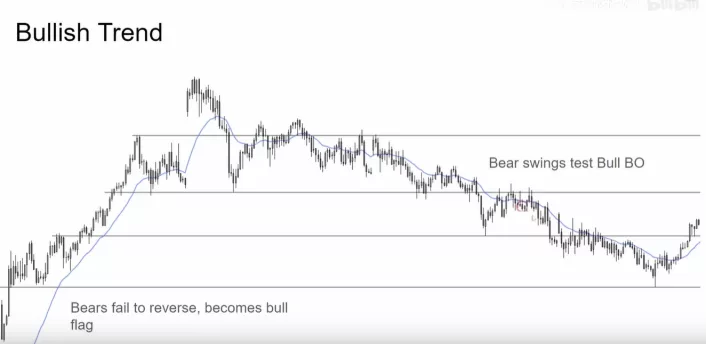 Bullish Trend
Bear swings test Bull BO
Bears fail to reverse, becomes bull
flag